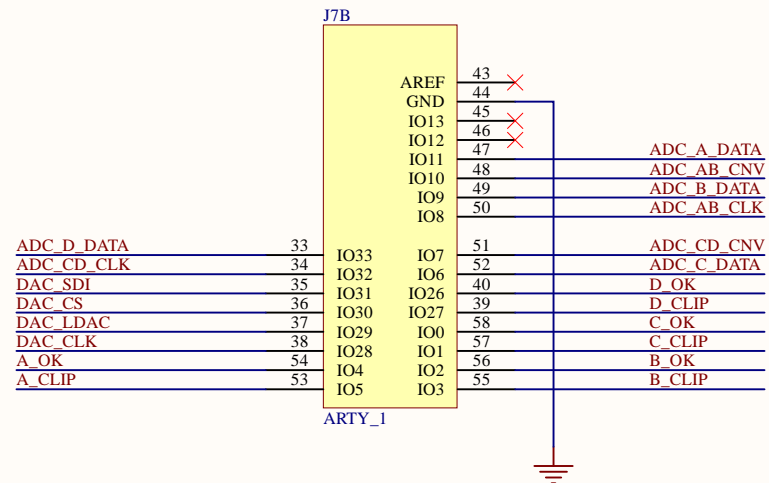 J7B
AREF 43
GND 44
IO13 45
IO12 46
IO11 47 ADC_A_DATA
IO10 48 ADC_AB_CNV
IO9 49 ADC_B_DATA
IO8 50 ADC_AB_CLK
ADC_D_DATA 33 IO33 IO7 51 ADC_CD_CNV
ADC_CD_CLK 34 IO32 IO6 52 ADC_C_DATA
DAC_SDI 35 IO31 IO26 40 D_OK
DAC_CS 36 IO30 IO27 39 D_CLIP
DAC_LDAC 37 IO29 IO0 58 C_OK
DAC_CLK 38 IO28 IO1 57 C_CLIP
A_OK 54 IO4 IO2 56 B_OK
A_CLIP 53 IO5 IO3 55 B_CLIP
ARTY_1